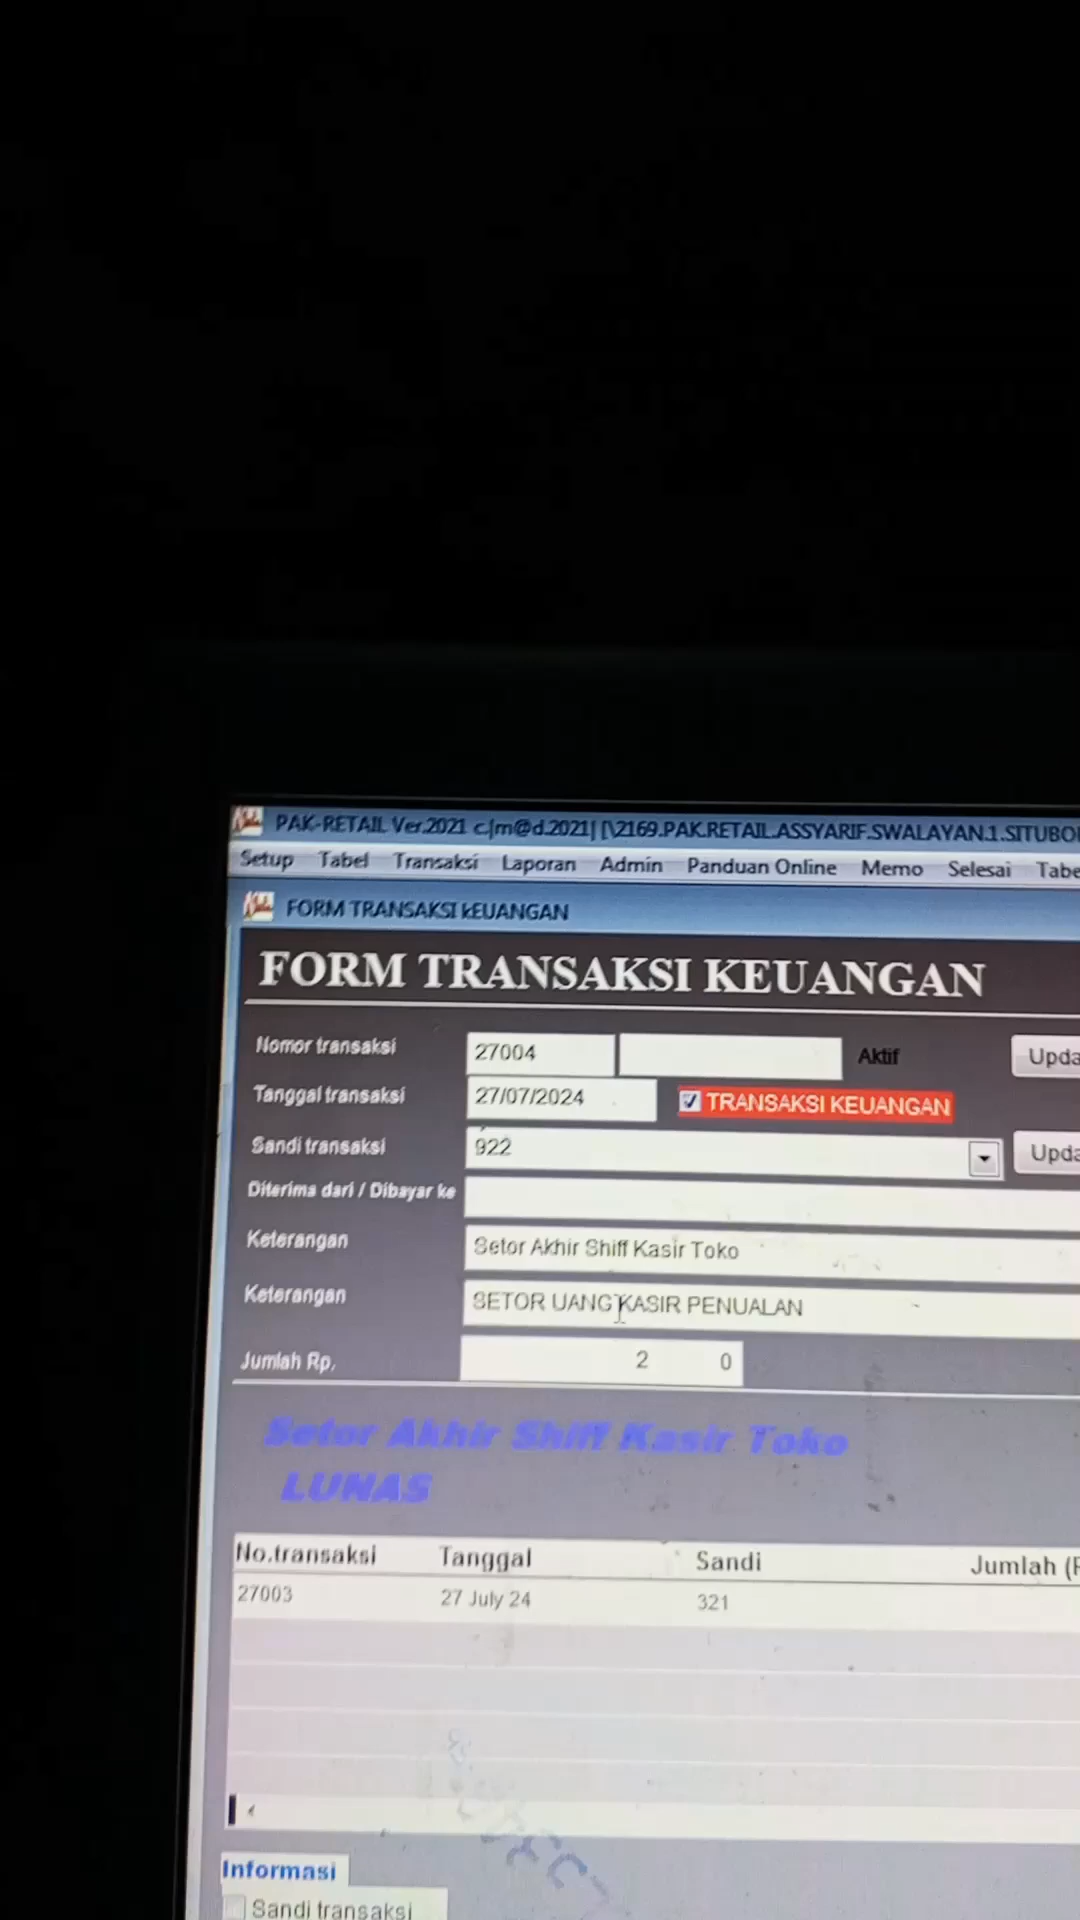 PAK-RETAIL Ver.2021 c.|m@d.2021| [\2169.PAK.RETAIL.ASSYARIF.SWALAYAN.1.SITUBO
Setup Tabel Transaksi Laporan Admin Panduan Online Memo Selesai Tabe
FORM TRANSAKSI kEUANGAN
FORM TRANSAKSI KEUANGAN
Nomor transaksi 27004 Aktif Upda
Tanggal transaksi 27/07/2024 TRANSAKSI KEUANGAN
Sandi transaksi 922 Upda
Diterima dari / Dibayar ke
Keterangan Setor Akhir Shiff Kasir Toko
Keterangan SETOR UANG KASIR PENUALAN
Jumlah Rp. 2 0
Setor Akhir Shiff Kasir Toko
LUNAS
No.transaksi Tanggal Sandi Jumlah (R
27003 27 July 24 321
Informasi
Sandi transaksi